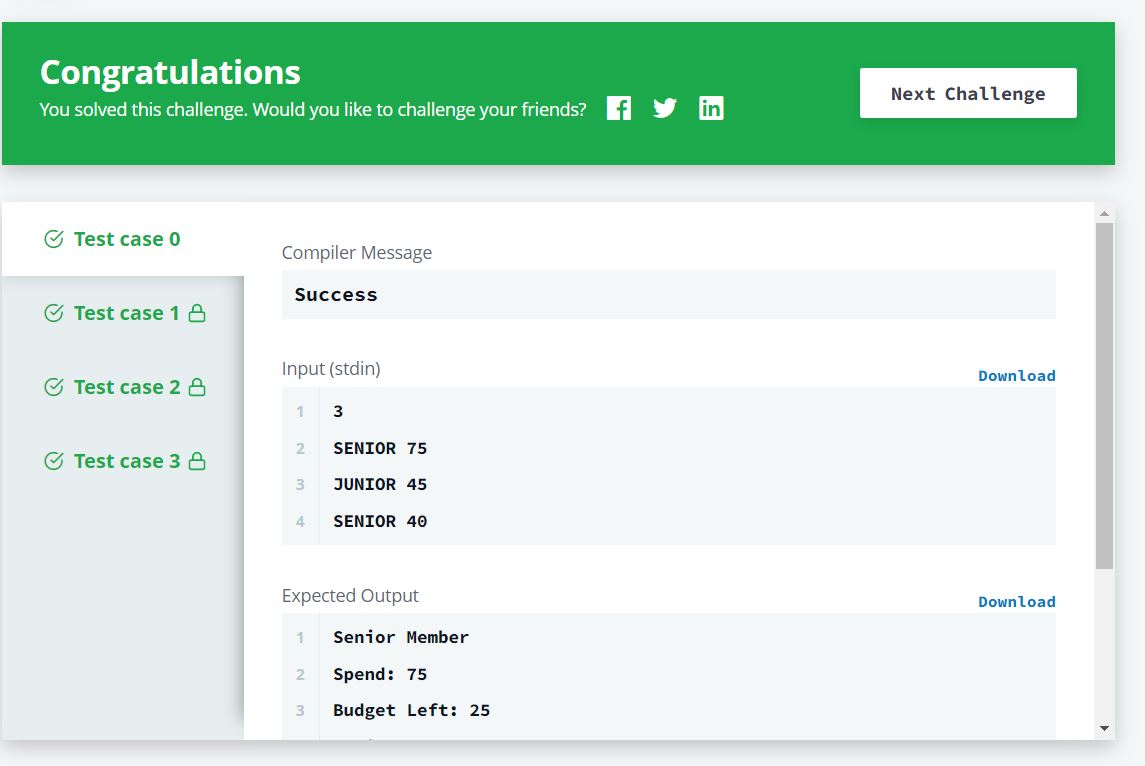 Congratulations
You solved this challenge. Would you like to challenge your friends?
Next Challenge
Test case 0
Test case 1
Test case 2
Test case 3
Compiler Message
Success
Input (stdin)
Download
1 3
2 SENIOR 75
3 JUNIOR 45
4 SENIOR 40
Expected Output
Download
1 Senior Member
2 Spend: 75
3 Budget Left: 25